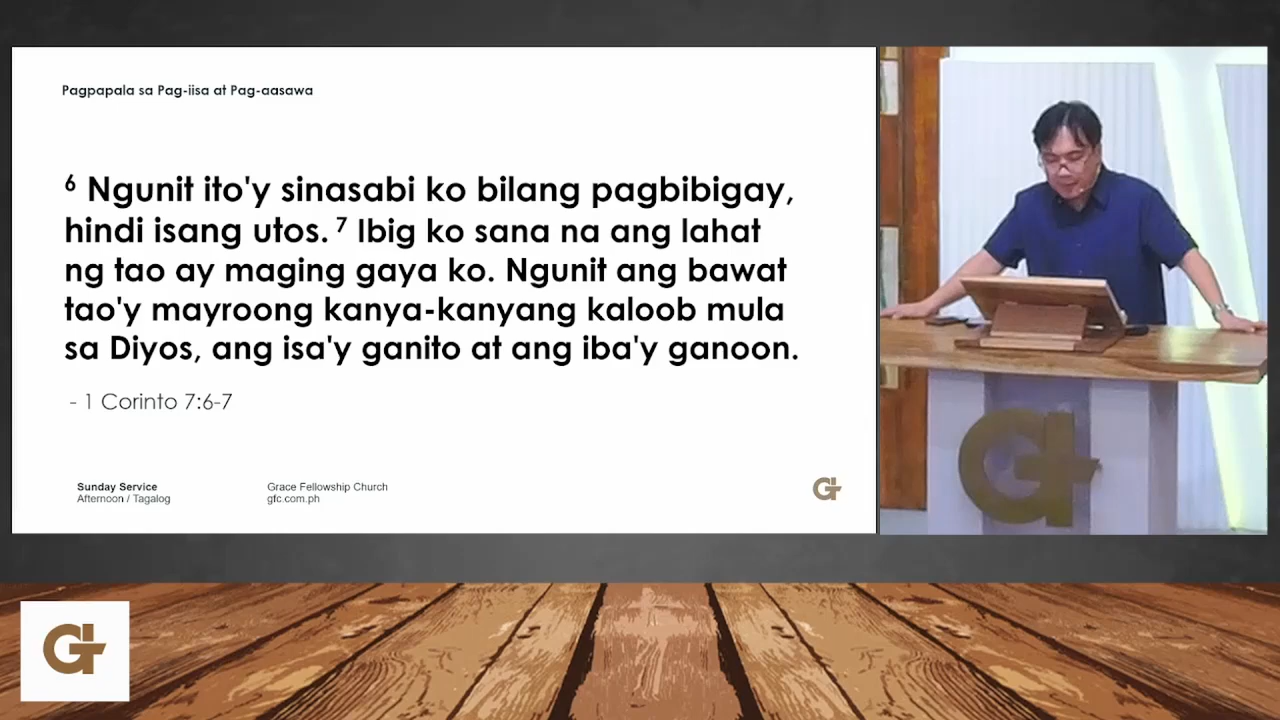 Pagpapala sa Pag-iisa at Pag-aasawa
⁶ Ngunit ito'y sinasabi ko bilang pagbibigay,
hindi isang utos. ⁷ Ibig ko sana na ang lahat
ng tao ay maging gaya ko. Ngunit ang bawat
tao'y mayroong kanya-kanyang kaloob mula
sa Diyos, ang isa'y ganito at ang iba'y ganoon.
- 1 Corinto 7:6-7
Sunday Service
Afternoon / Tagalog
Grace Fellowship Church
gfc.com.ph